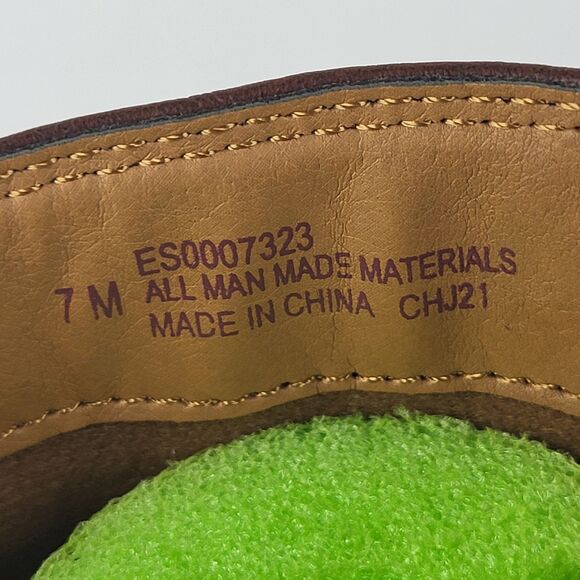 ES0007323
7 M ALL MAN MADE MATERIALS
MADE IN CHINA CHJ21